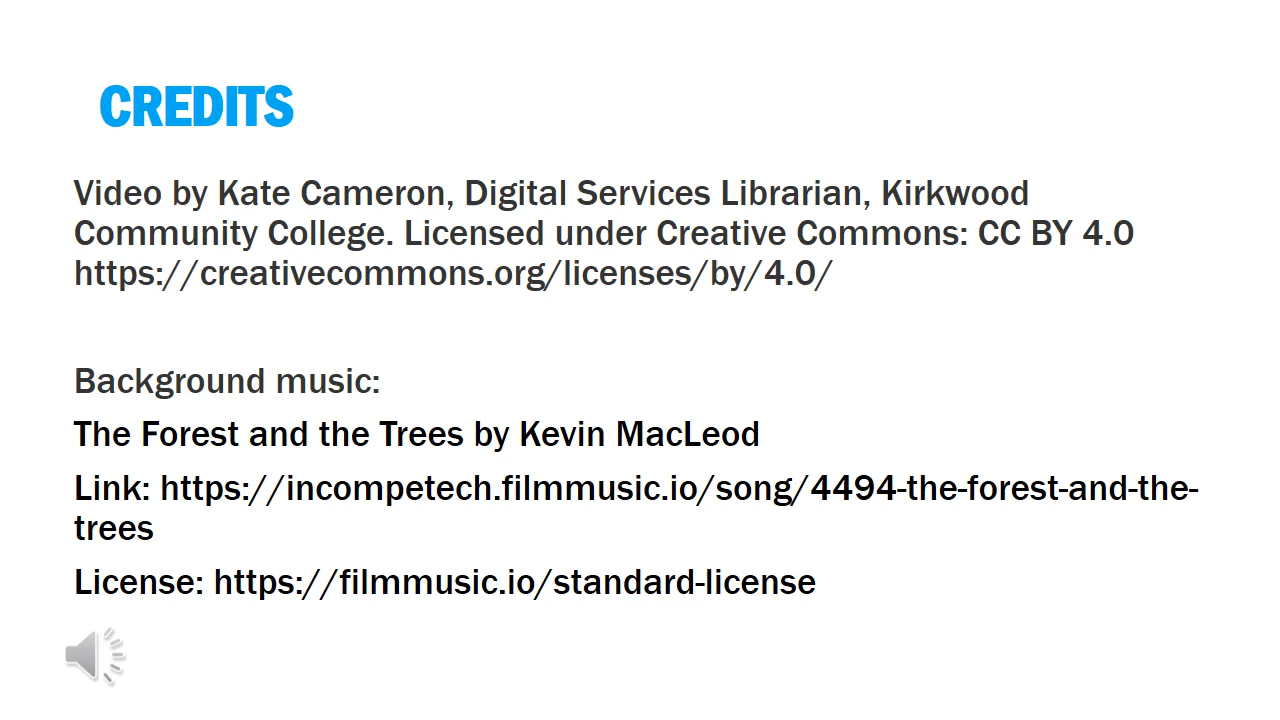 CREDITS
Video by Kate Cameron, Digital Services Librarian, Kirkwood
Community College. Licensed under Creative Commons: CC BY 4.0
https://creativecommons.org/licenses/by/4.0/
Background music:
The Forest and the Trees by Kevin MacLeod
Link: https://incompetech.filmmusic.io/song/4494-the-forest-and-the-
trees
License: https://filmmusic.io/standard-license